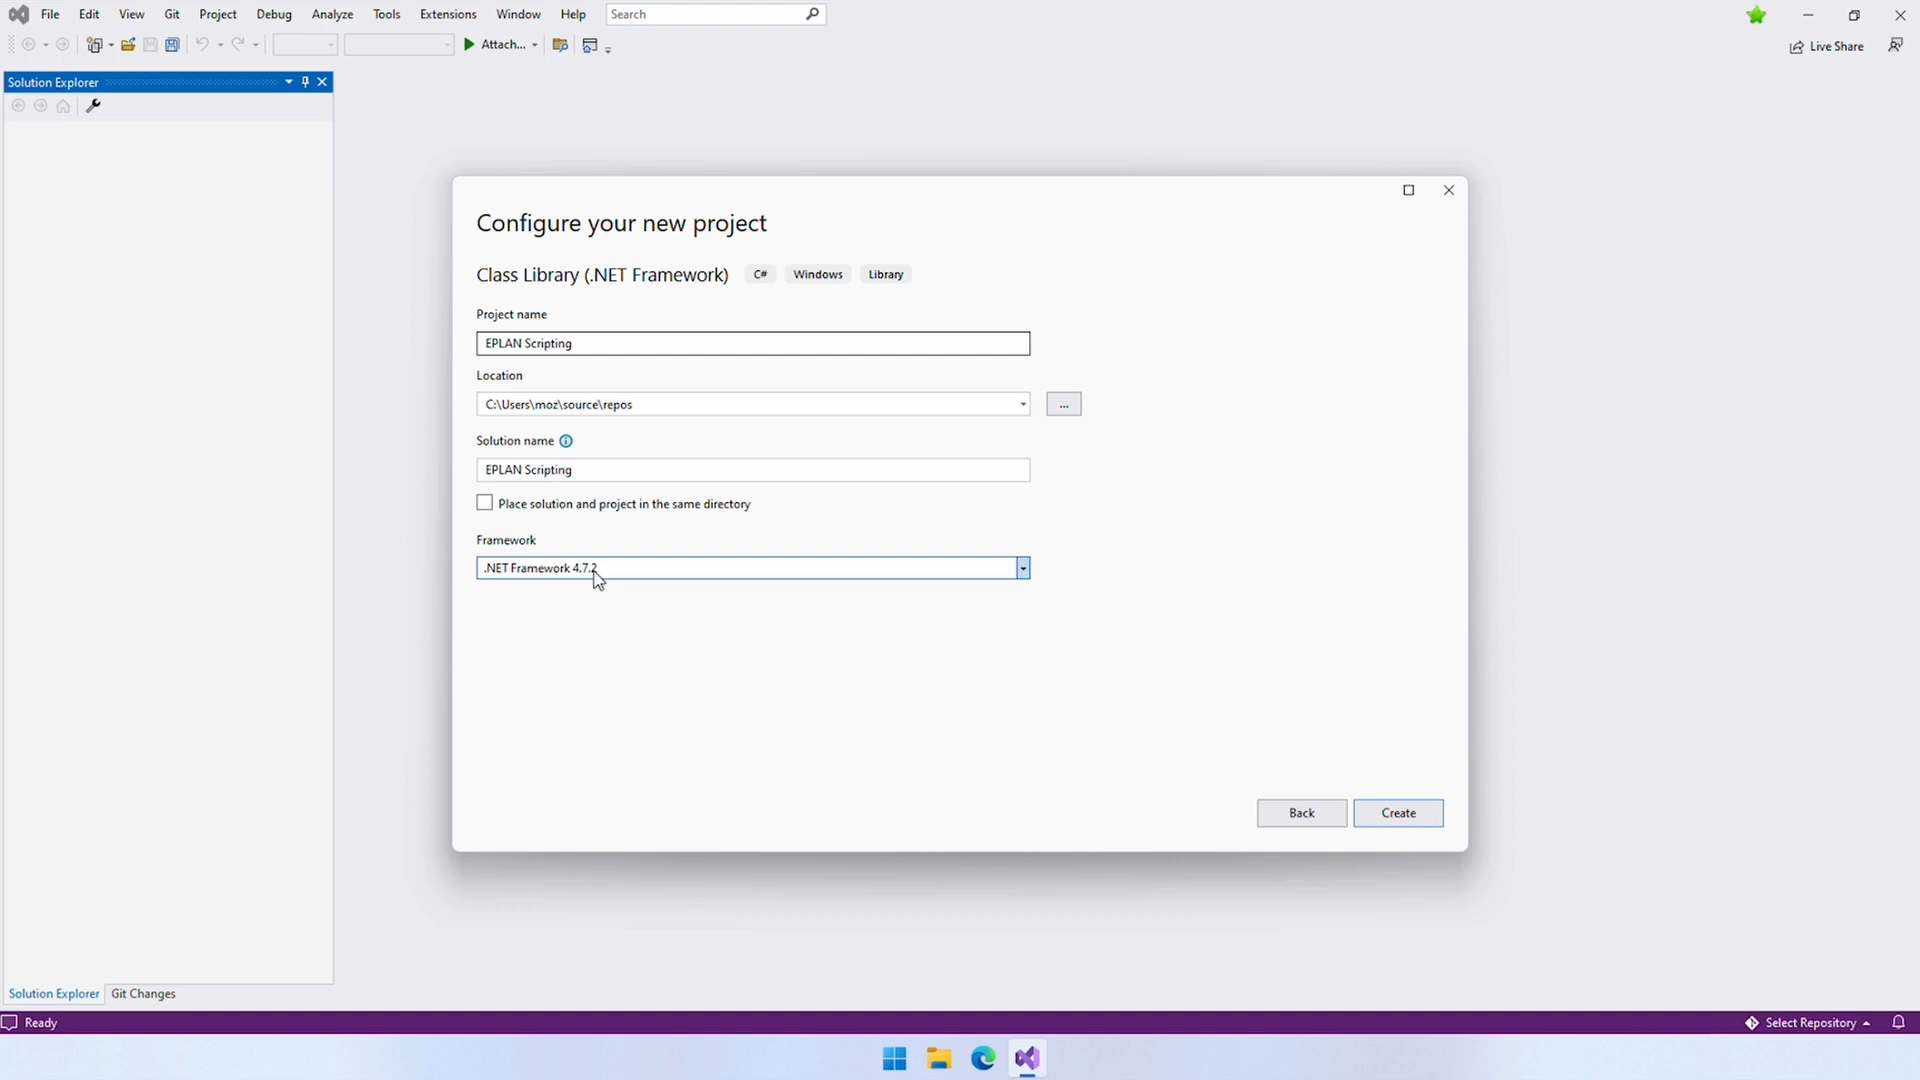 File Edit View Git Project Debug Analyze Tools Extensions Window Help Search
Attach... Live Share
Solution Explorer
Configure your new project
Class Library (.NET Framework) C# Windows Library
Project name
EPLAN Scripting
Location
C:\Users\moz\source\repos
...
Solution name
EPLAN Scripting
Place solution and project in the same directory
Framework
.NET Framework 4.7.2
Back Create
Solution Explorer Git Changes
Ready Select Repository